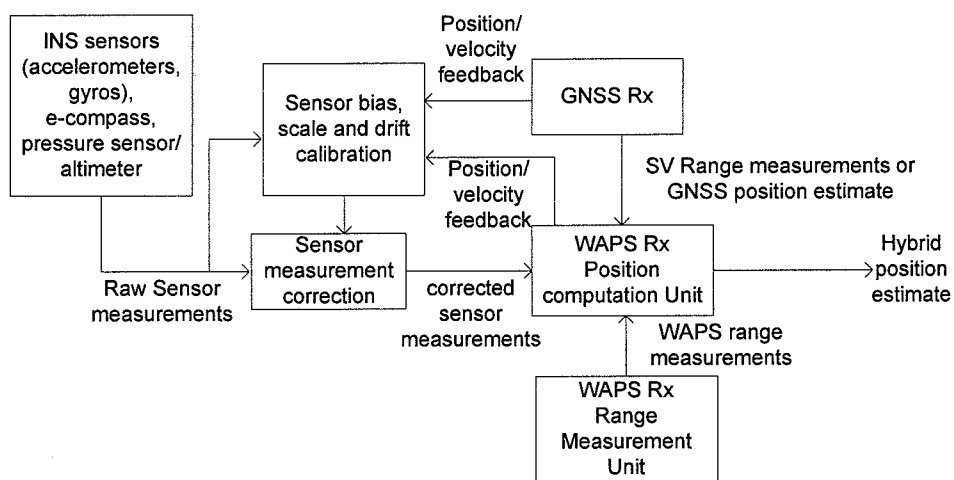 INS sensors
(accelerometers,
gyros),
e-compass,
pressure sensor/
altimeter
Position/
velocity
feedback
Sensor bias,
scale and drift
calibration
GNSS Rx
Position/
velocity
feedback
SV Range measurements or
GNSS position estimate
Raw Sensor
measurements
Sensor
measurement
correction
corrected
sensor
measurements
WAPS Rx
Position
computation Unit
Hybrid
position
estimate
WAPS range
measurements
WAPS Rx
Range
Measurement
Unit